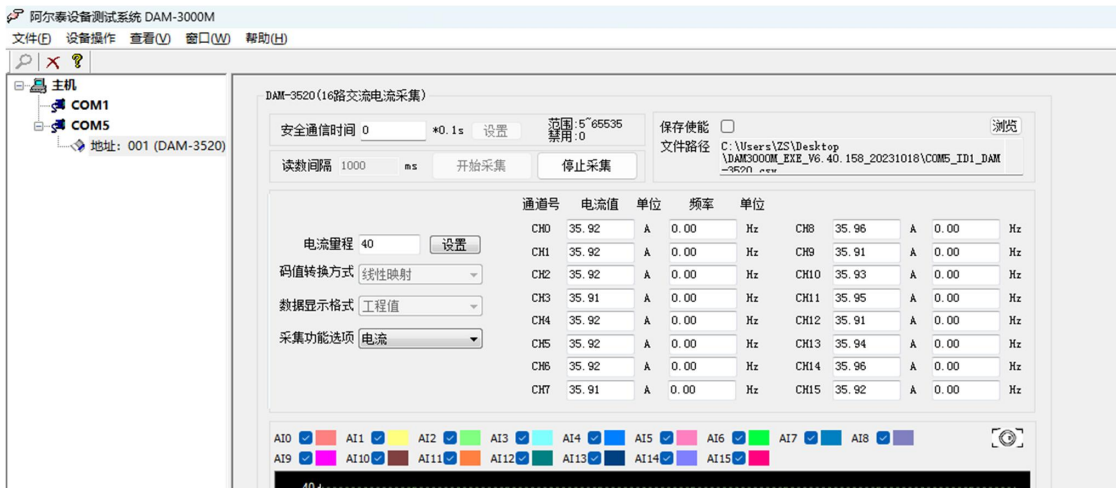 阿尔泰设备测试系统 DAM-3000M
文件(F) 设备操作 查看(V) 窗口(W) 帮助(H)
主机
COM1
COM5
地址: 001 (DAM-3520)
DAM-3520(16路交流电流采集)
安全通信时间 0 *0.1s 设置 范围:5~65535
禁用:0
读数间隔 1000 ms 开始采集 停止采集
保存使能 浏览
文件路径 C:\Users\ZS\Desktop
\DAM3000M_EXE_V6.40.158_20231018\COM5_ID1_DAM
-3520.csv
通道号 电流值 单位 频率 单位
电流量程 40 设置
码值转换方式 线性映射
数据显示格式 工程值
采集功能选项 电流
CH0 35.92 A 0.00 Hz CH8 35.96 A 0.00 Hz
CH1 35.92 A 0.00 Hz CH9 35.91 A 0.00 Hz
CH2 35.92 A 0.00 Hz CH10 35.93 A 0.00 Hz
CH3 35.91 A 0.00 Hz CH11 35.95 A 0.00 Hz
CH4 35.92 A 0.00 Hz CH12 35.91 A 0.00 Hz
CH5 35.92 A 0.00 Hz CH13 35.94 A 0.00 Hz
CH6 35.92 A 0.00 Hz CH14 35.96 A 0.00 Hz
CH7 35.91 A 0.00 Hz CH15 35.92 A 0.00 Hz
AI0 AI1 AI2 AI3 AI4 AI5 AI6 AI7 AI8
AI9 AI10 AI11 AI12 AI13 AI14 AI15
40